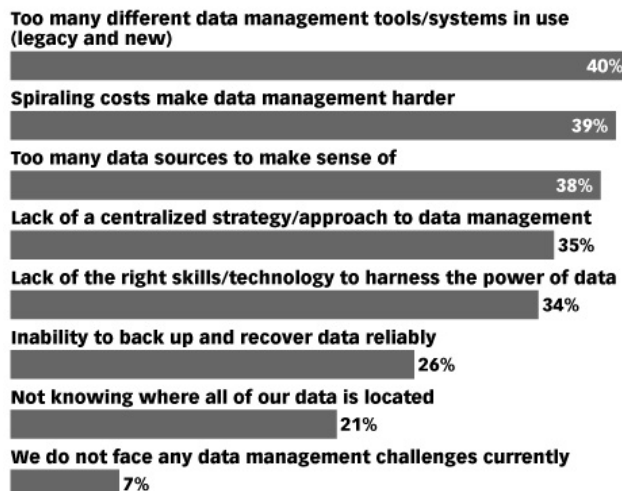 Too many different data management tools/systems in use
(legacy and new)
40%
Spiraling costs make data management harder
39%
Too many data sources to make sense of
38%
Lack of a centralized strategy/approach to data management
35%
Lack of the right skills/technology to harness the power of data
34%
Inability to back up and recover data reliably
26%
Not knowing where all of our data is located
21%
We do not face any data management challenges currently
7%